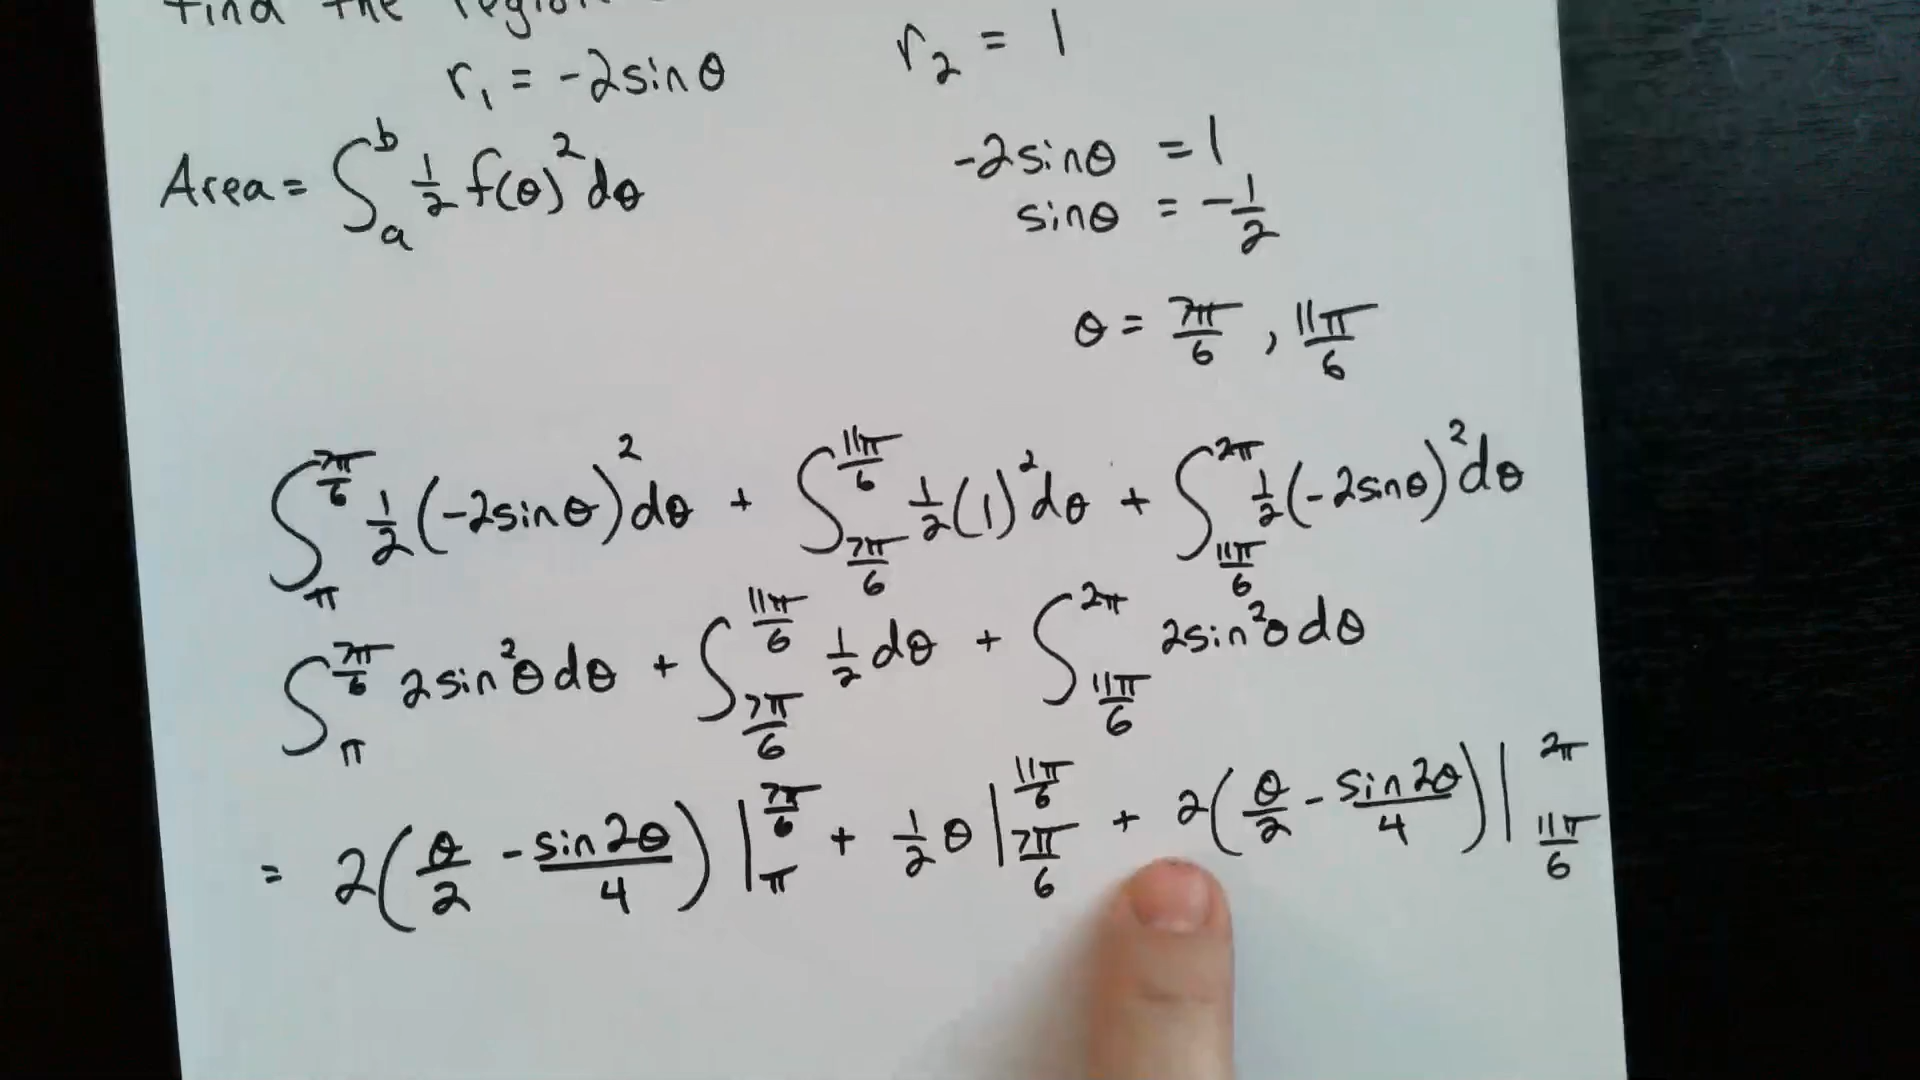 find the region
r₁ = -2sinθ r₂ = 1
Area = ∫ₐᵇ ½ f(θ)² dθ -2sinθ = 1
sinθ = -1/2
θ = 7π/6 , 11π/6
∫_π^{7π/6} ½(-2sinθ)² dθ + ∫_{7π/6}^{11π/6} ½(1)² dθ + ∫_{11π/6}^{2π} ½(-2sinθ)² dθ
∫_π^{7π/6} 2sin²θ dθ + ∫_{7π/6}^{11π/6} ½ dθ + ∫_{11π/6}^{2π} 2sin²θ dθ
= 2(θ/2 - sin2θ/4) |_π^{7π/6} + ½ θ |_{7π/6}^{11π/6} + 2(θ/2 - sin2θ/4) |_{11π/6}^{2π}